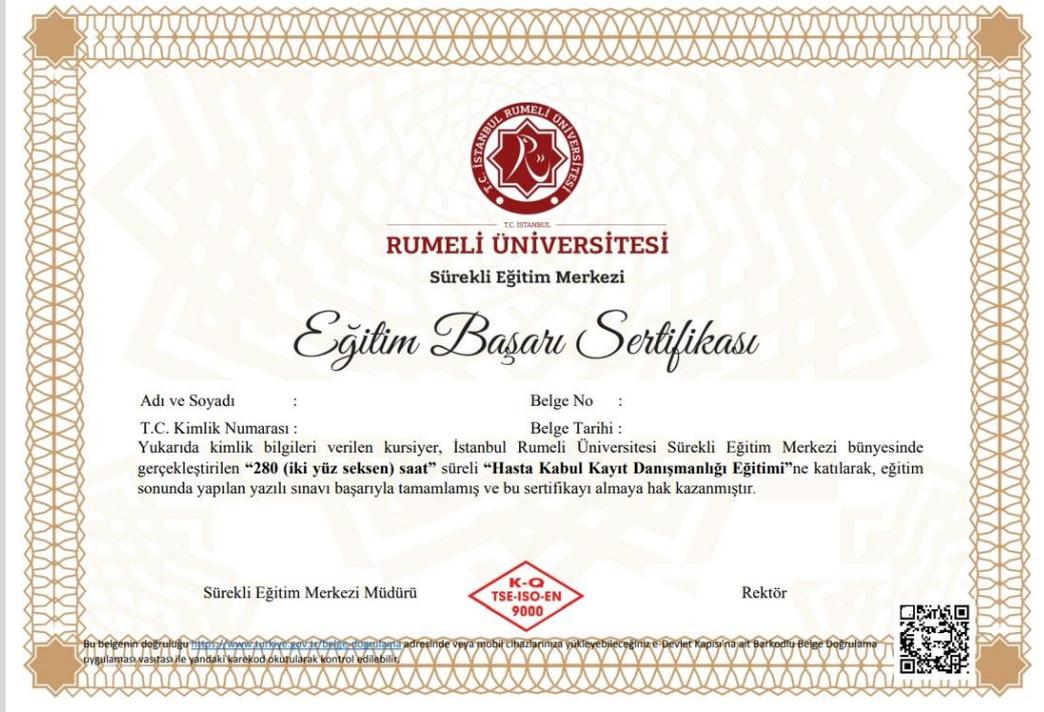 T.C. İSTANBUL RUMELİ ÜNİVERSİTESİ
T.C. İSTANBUL
RUMELİ ÜNİVERSİTESİ
Sürekli Eğitim Merkezi
Eğitim Başarı Sertifikası
Adı ve Soyadı :
Belge No :
T.C. Kimlik Numarası :
Belge Tarihi :
Yukarıda kimlik bilgileri verilen kursiyer, İstanbul Rumeli Üniversitesi Sürekli Eğitim Merkezi bünyesinde
gerçekleştirilen “280 (iki yüz seksen) saat” süreli “Hasta Kabul Kayıt Danışmanlığı Eğitimi”ne katılarak, eğitim
sonunda yapılan yazılı sınavı başarıyla tamamlamış ve bu sertifikayı almaya hak kazanmıştır.
Sürekli Eğitim Merkezi Müdürü
K-Q
TSE-ISO-EN
9000
Rektör
Bu belgenin doğruluğu https://www.turkiye.gov.tr/belge-dogrulama adresinde veya mobil cihazlarınıza yükleyebileceğiniz e-Devlet Kapısı'na ait Barkodlu Belge Doğrulama
uygulaması vasıtası ile yandaki karekod okutularak kontrol edilebilir.